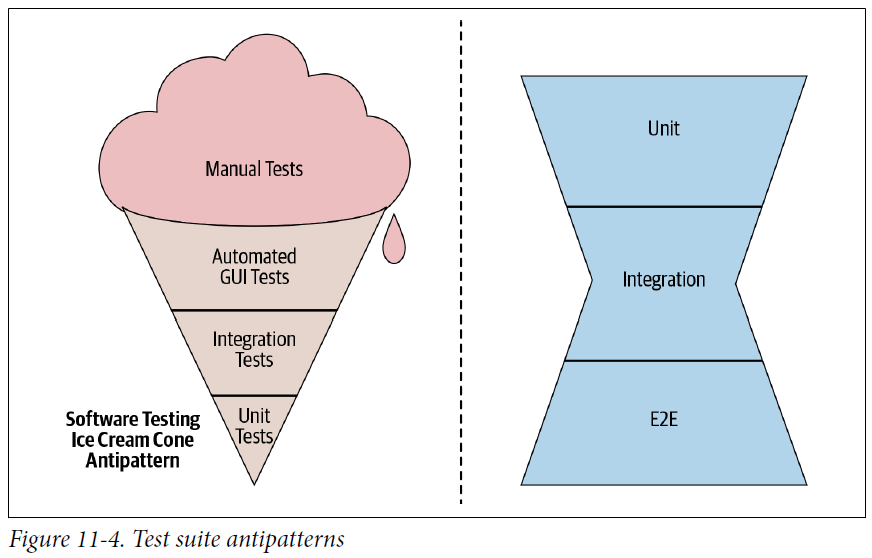 Manual Tests
Automated
GUI Tests
Integration
Tests
Unit
Tests
Software Testing
Ice Cream Cone
Antipattern
Unit
Integration
E2E
Figure 11-4. Test suite antipatterns